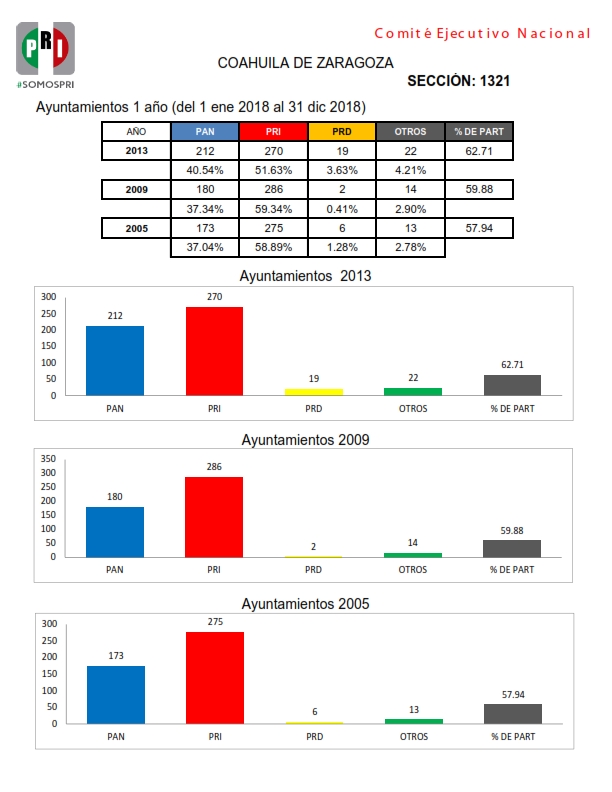 PRI
#SOMOSPRI
Comité Ejecutivo Nacional
COAHUILA DE ZARAGOZA
SECCIÓN: 1321
Ayuntamientos 1 año (del 1 ene 2018 al 31 dic 2018)
AÑO PAN PRI PRD OTROS % DE PART
2013 212 270 19 22 62.71
40.54% 51.63% 3.63% 4.21%
2009 180 286 2 14 59.88
37.34% 59.34% 0.41% 2.90%
2005 173 275 6 13 57.94
37.04% 58.89% 1.28% 2.78%
Ayuntamientos 2013
300
250
200
150
100
50
0
212 270 19 22 62.71
PAN PRI PRD OTROS % DE PART
Ayuntamientos 2009
350
300
250
200
150
100
50
0
180 286 2 14 59.88
PAN PRI PRD OTROS % DE PART
Ayuntamientos 2005
300
250
200
150
100
50
0
173 275 6 13 57.94
PAN PRI PRD OTROS % DE PART